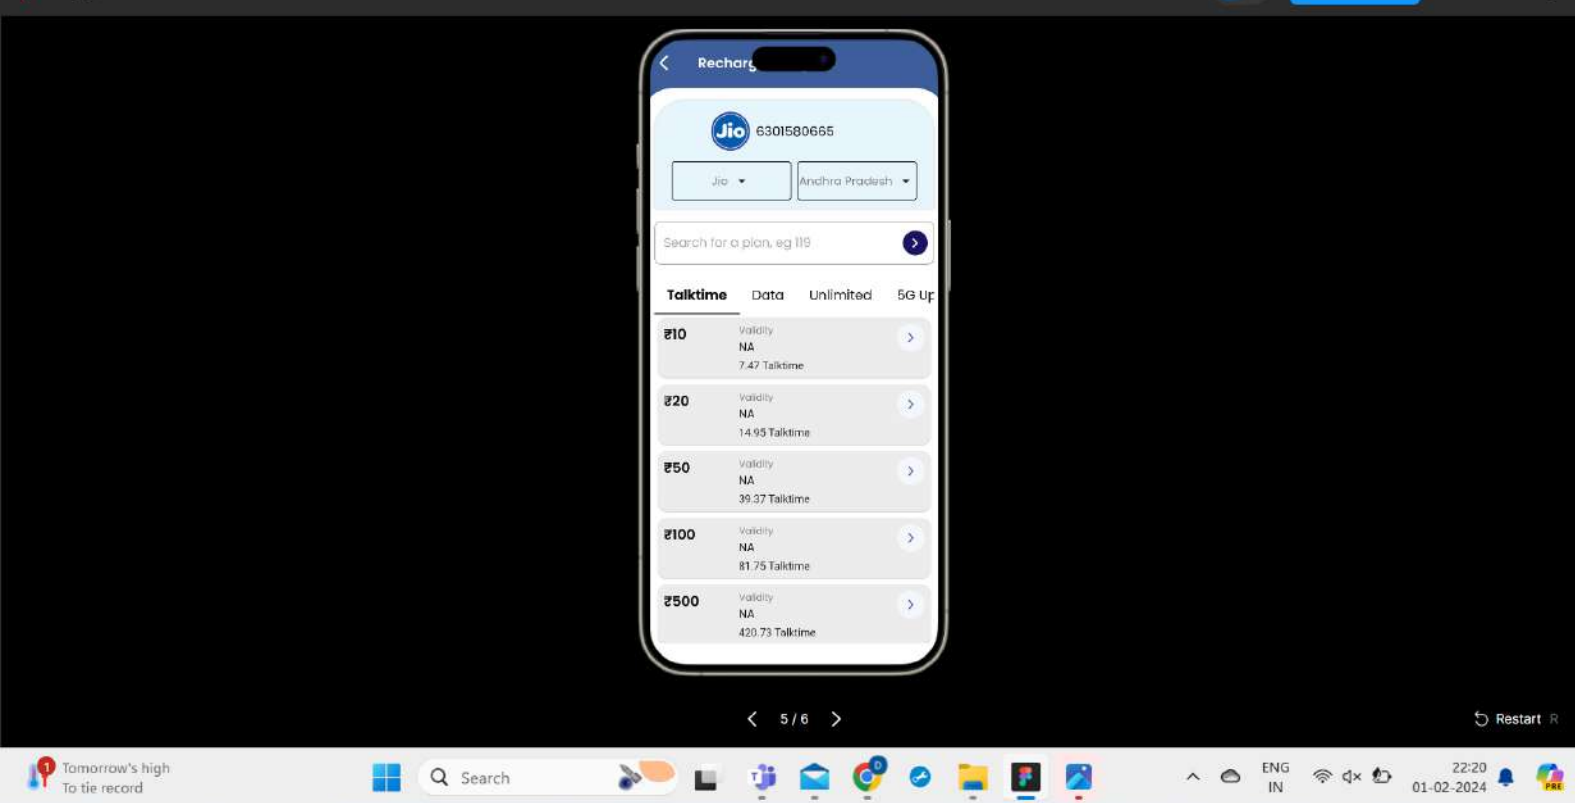 Recharg
Jio
6301580665
Jio
Andhra Pradesh
Search for a plan, eg 119
Talktime Data Unlimited 5G Up
₹10
Validity
NA
7.47 Talktime
₹20
Validity
NA
14.95 Talktime
₹50
Validity
NA
39.37 Talktime
₹100
Validity
NA
81.75 Talktime
₹500
Validity
NA
420.73 Talktime
5 / 6
Restart R
1
Tomorrow's high
To tie record
Search
D
ENG
IN
22:20
01-02-2024
PRE